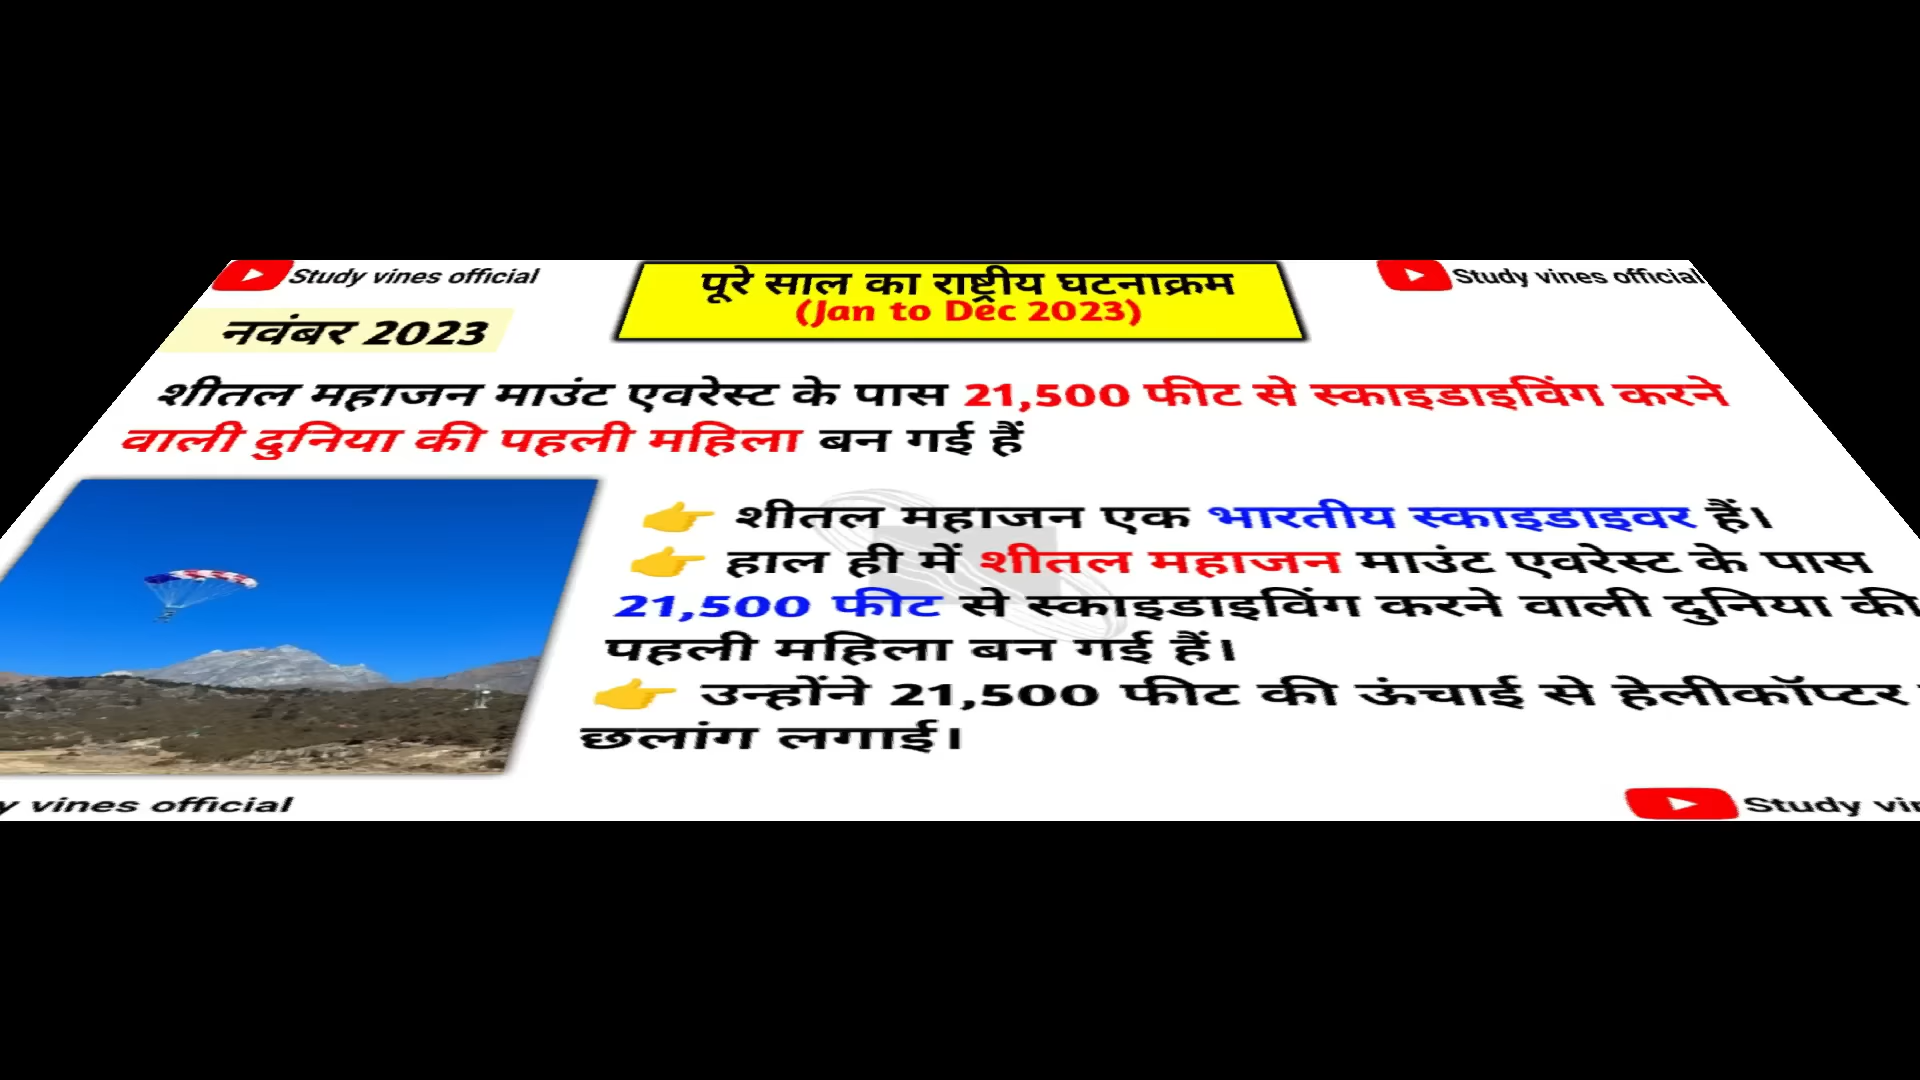 Study vines official
पूरे साल का राष्ट्रीय घटनाक्रम
(Jan to Dec 2023)
Study vines official
नवंबर 2023
शीतल महाजन माउंट एवरेस्ट के पास 21,500 फीट से स्काइडाइविंग करने
वाली दुनिया की पहली महिला बन गई हैं
👉 शीतल महाजन एक भारतीय स्काइडाइवर हैं।
👉 हाल ही में शीतल महाजन माउंट एवरेस्ट के पास
21,500 फीट से स्काइडाइविंग करने वाली दुनिया की
पहली महिला बन गई हैं।
👉 उन्होंने 21,500 फीट की ऊंचाई से हेलीकॉप्टर
छलांग लगाई।
vines official
Study